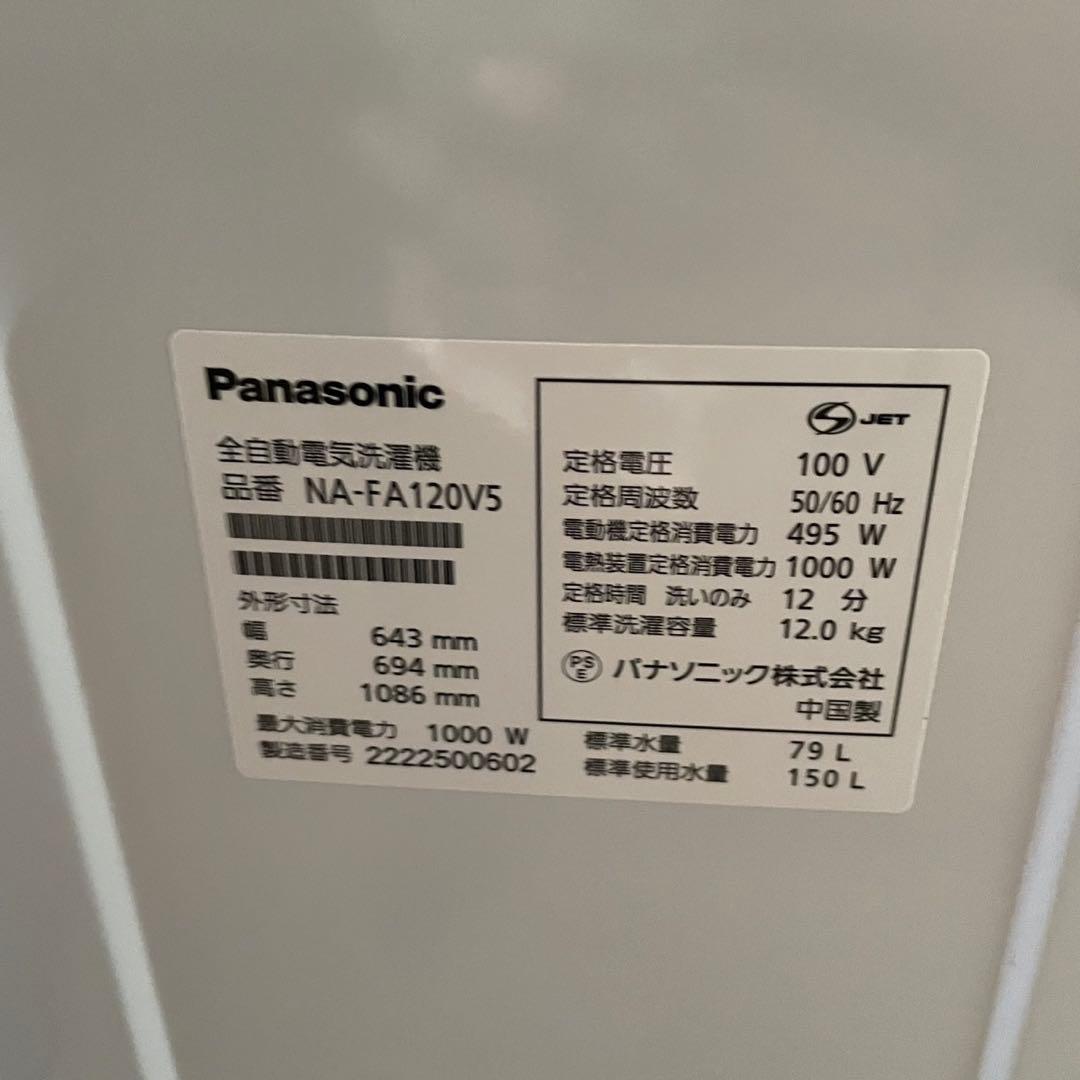 Panasonic
全自動電気洗濯機
品番 NA-FA120V5
外形寸法
幅 643 mm
奥行 694 mm
高さ 1086 mm
最大消費電力 1000 W
製造番号 2222500602
JET
定格電圧 100 V
定格周波数 50/60 Hz
電動機定格消費電力 495 W
電熱装置定格消費電力 1000 W
定格時間 洗いのみ 12 分
標準洗濯容量 12.0 kg
PS E パナソニック株式会社
中国製
標準水量 79 L
標準使用水量 150 L